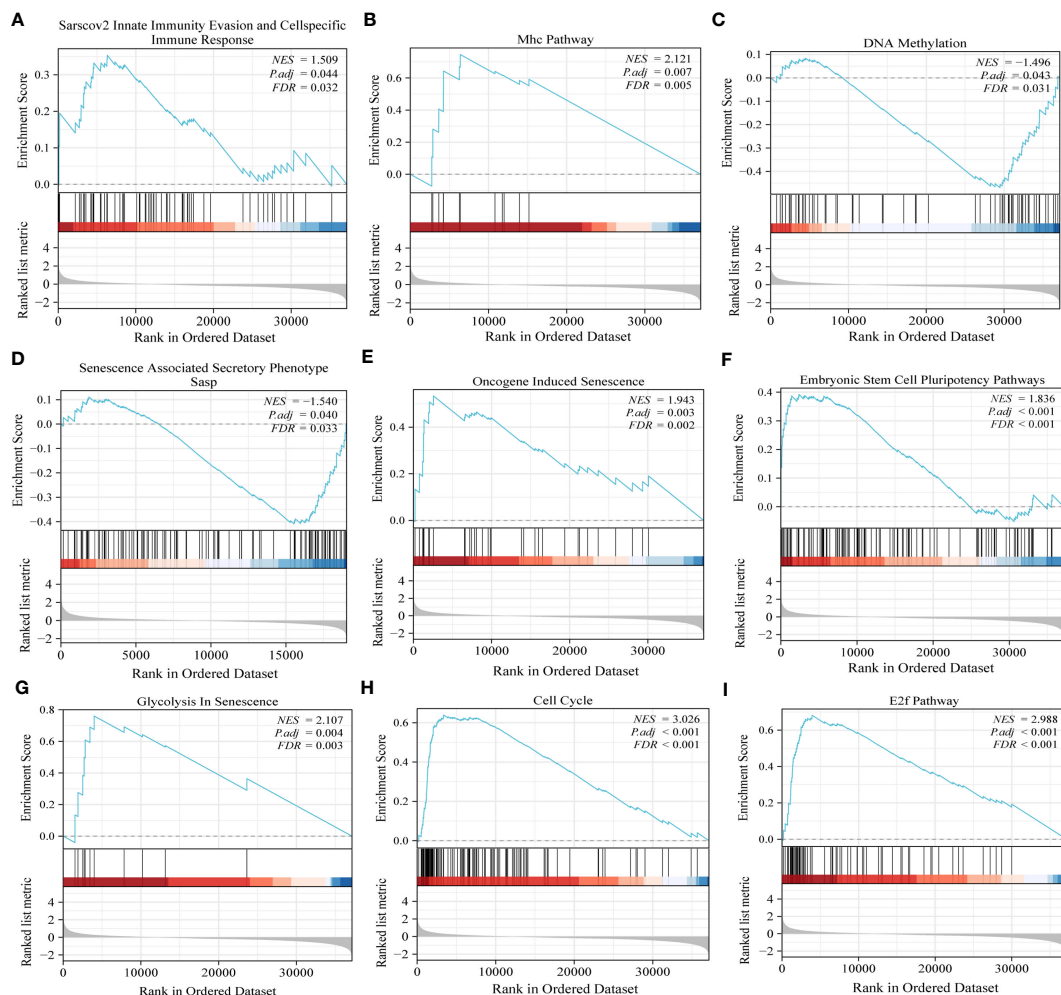 A
Sarscov2 Innate Immunity Evasion and Cellspecific
Immune Response
NES = 1.509
P.adj = 0.044
FDR = 0.032
Enrichment Score
0.3
0.2
0.1
0.0
Ranked list metric
4
2
0
−2
0
10000
20000
30000
Rank in Ordered Dataset
B
Mhc Pathway
NES = 2.121
P.adj = 0.007
FDR = 0.005
Enrichment Score
0.6
0.4
0.2
0.0
Ranked list metric
4
2
0
−2
0
10000
20000
30000
Rank in Ordered Dataset
C
DNA Methylation
NES = −1.496
P.adj = 0.043
FDR = 0.031
Enrichment Score
0.1
0.0
−0.1
−0.2
−0.3
−0.4
Ranked list metric
4
2
0
−2
0
10000
20000
30000
Rank in Ordered Dataset
D
Senescence Associated Secretory Phenotype
Sasp
NES = −1.540
P.adj = 0.040
FDR = 0.033
Enrichment Score
0.1
0.0
−0.1
−0.2
−0.3
−0.4
Ranked list metric
4
2
0
−2
0
5000
10000
15000
Rank in Ordered Dataset
E
Oncogene Induced Senescence
NES = 1.943
P.adj = 0.003
FDR = 0.002
Enrichment Score
0.4
0.2
0.0
Ranked list metric
4
2
0
−2
0
10000
20000
30000
Rank in Ordered Dataset
F
Embryonic Stem Cell Pluripotency Pathways
NES = 1.836
P.adj < 0.001
FDR < 0.001
Enrichment Score
0.4
0.3
0.2
0.1
0.0
Ranked list metric
4
2
0
−2
0
10000
20000
30000
Rank in Ordered Dataset
G
Glycolysis In Senescence
NES = 2.107
P.adj = 0.004
FDR = 0.003
Enrichment Score
0.8
0.6
0.4
0.2
0.0
Ranked list metric
4
2
0
−2
0
10000
20000
30000
Rank in Ordered Dataset
H
Cell Cycle
NES = 3.026
P.adj < 0.001
FDR < 0.001
Enrichment Score
0.6
0.4
0.2
0.0
Ranked list metric
4
2
0
−2
0
10000
20000
30000
Rank in Ordered Dataset
I
E2f Pathway
NES = 2.988
P.adj < 0.001
FDR < 0.001
Enrichment Score
0.6
0.4
0.2
0.0
Ranked list metric
4
2
0
−2
0
10000
20000
30000
Rank in Ordered Dataset